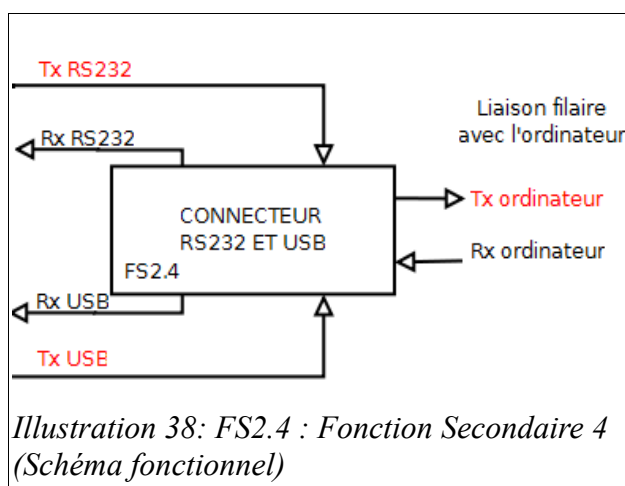 Tx RS232
Rx RS232
Liaison filaire
avec l'ordinateur
Tx ordinateur
CONNECTEUR
RS232 ET USB
Rx ordinateur
FS2.4
Rx USB
Tx USB
Illustration 38: FS2.4 : Fonction Secondaire 4
(Schéma fonctionnel)